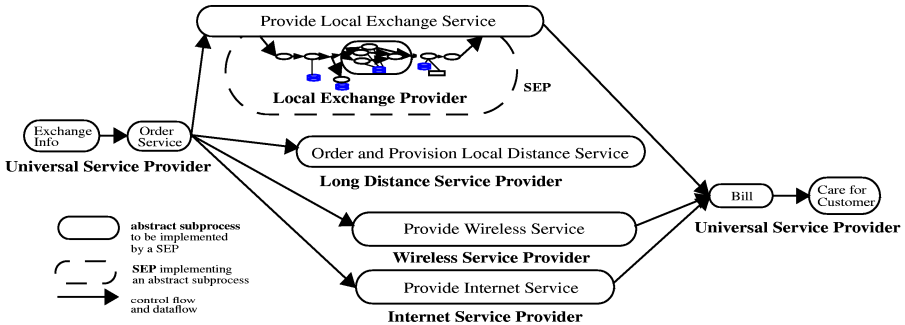 Provide Local Exchange Service
SEP
Local Exchange Provider
Exchange
Info
Order
Service
Universal Service Provider
Order and Provision Local Distance Service
Long Distance Service Provider
Bill
Care for
Customer
Universal Service Provider
Provide Wireless Service
Wireless Service Provider
Provide Internet Service
Internet Service Provider
abstract subprocess
to be implemented
by a SEP
SEP implementing
an abstract subprocess
control flow
and dataflow